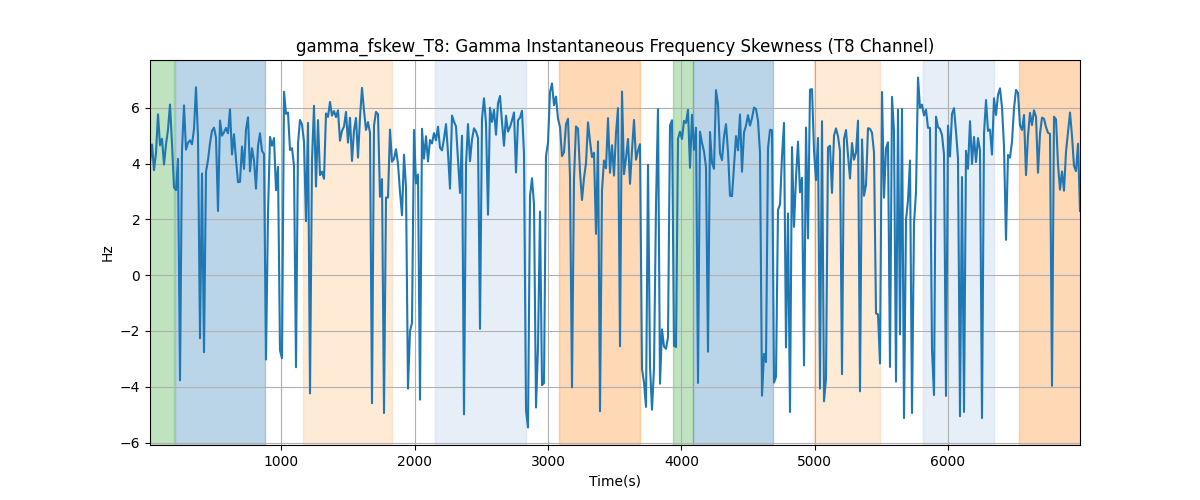 gamma_fskew_T8: Gamma Instantaneous Frequency Skewness (T8 Channel)
6
4
2
0
−2
−4
−6
Hz
1000 2000 3000 4000 5000 6000
Time(s)